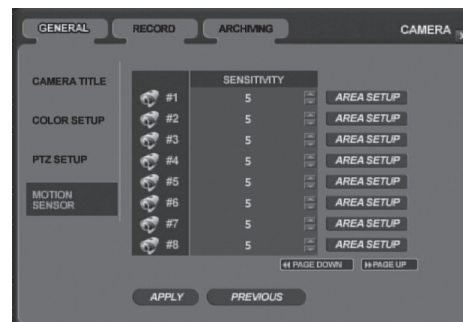 GENERAL RECORD ARCHIVING CAMERA
CAMERA TITLE
COLOR SETUP
PTZ SETUP
MOTION SENSOR
SENSITIVITY
#1 5 AREA SETUP
#2 5 AREA SETUP
#3 5 AREA SETUP
#4 5 AREA SETUP
#5 5 AREA SETUP
#6 5 AREA SETUP
#7 5 AREA SETUP
#8 5 AREA SETUP
PAGE DOWN PAGE UP
APPLY PREVIOUS